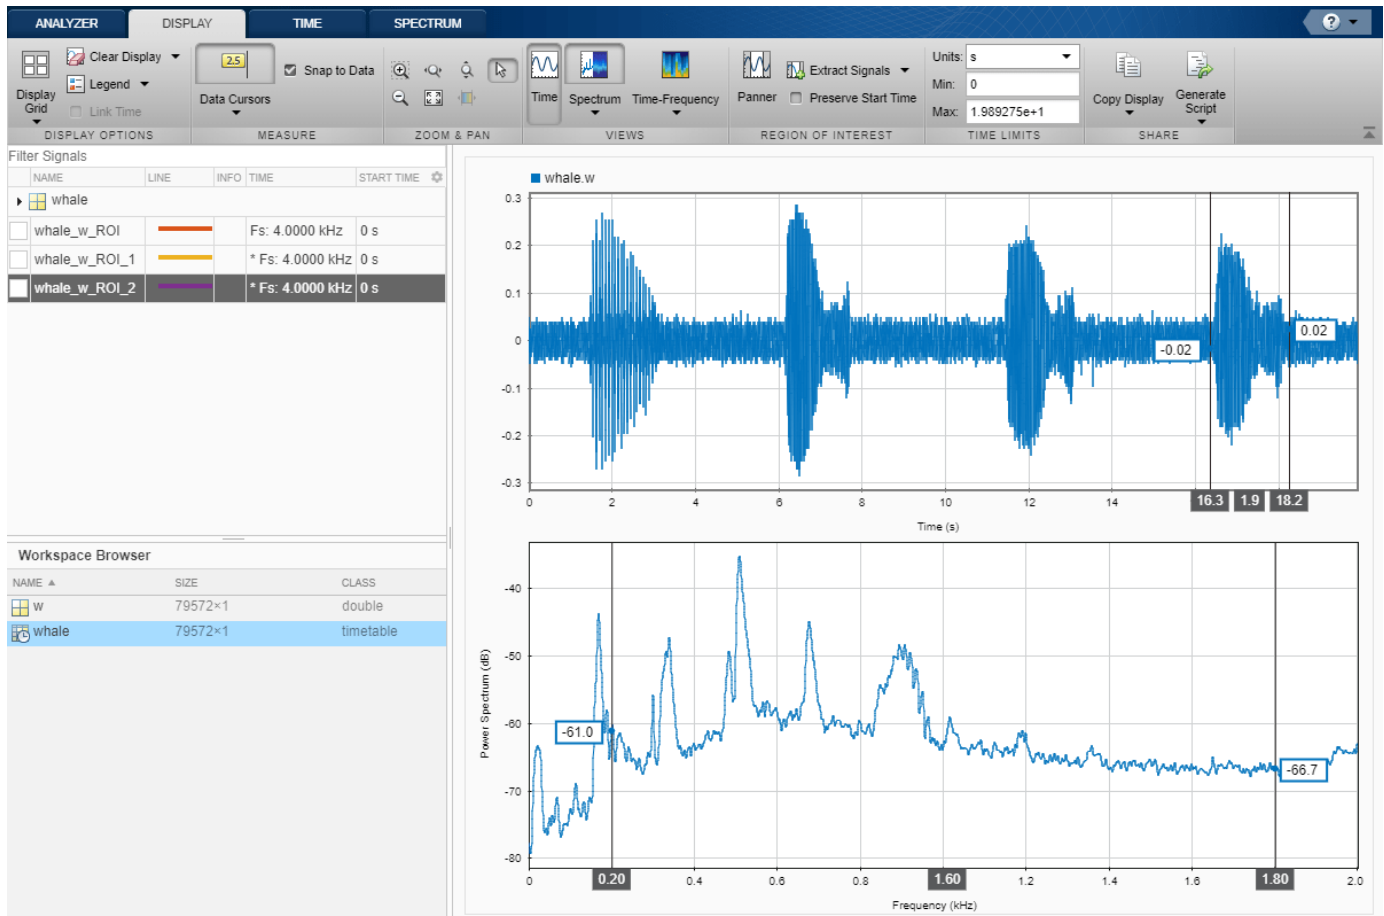 ANALYZER DISPLAY TIME SPECTRUM ?
Display Grid
Clear Display
Legend
Link Time
DISPLAY OPTIONS
2.5
Data Cursors
Snap to Data
MEASURE
ZOOM & PAN
Time Spectrum Time-Frequency
VIEWS
Panner
Extract Signals
Preserve Start Time
REGION OF INTEREST
Units: s
Min: 0
Max: 1.989275e+1
TIME LIMITS
Copy Display Generate Script
SHARE
Filter Signals
NAME LINE INFO TIME START TIME
whale
whale_w_ROI Fs: 4.0000 kHz 0 s
whale_w_ROI_1 * Fs: 4.0000 kHz 0 s
whale_w_ROI_2 * Fs: 4.0000 kHz 0 s
Workspace Browser
NAME SIZE CLASS
w 79572×1 double
whale 79572×1 timetable
whale.w
0.3
0.2
0.1
0
-0.1
-0.2
-0.3
-0.02
0.02
0 2 4 6 8 10 12 14 16.3 1.9 18.2
Time (s)
Power Spectrum (dB)
-40
-50
-60
-70
-80
-61.0
-66.7
0 0.20 0.4 0.6 0.8 1.60 1.2 1.4 1.6 1.80 2.0
Frequency (kHz)